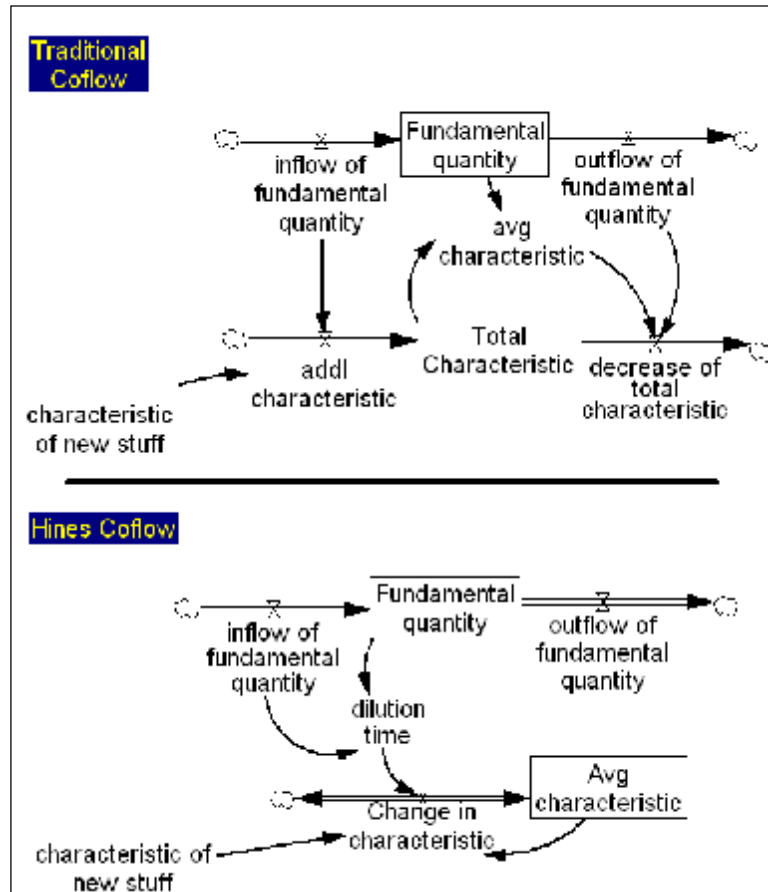 Traditional
Coflow
Fundamental
quantity
inflow of
fundamental
quantity
outflow of
fundamental
quantity
avg
characteristic
Total
Characteristic
addl
characteristic
decrease of
total
characteristic
characteristic
of new stuff
Hines Coflow
Fundamental
quantity
inflow of
fundamental
quantity
outflow of
fundamental
quantity
dilution
time
Avg
characteristic
Change in
characteristic
characteristic of
new stuff